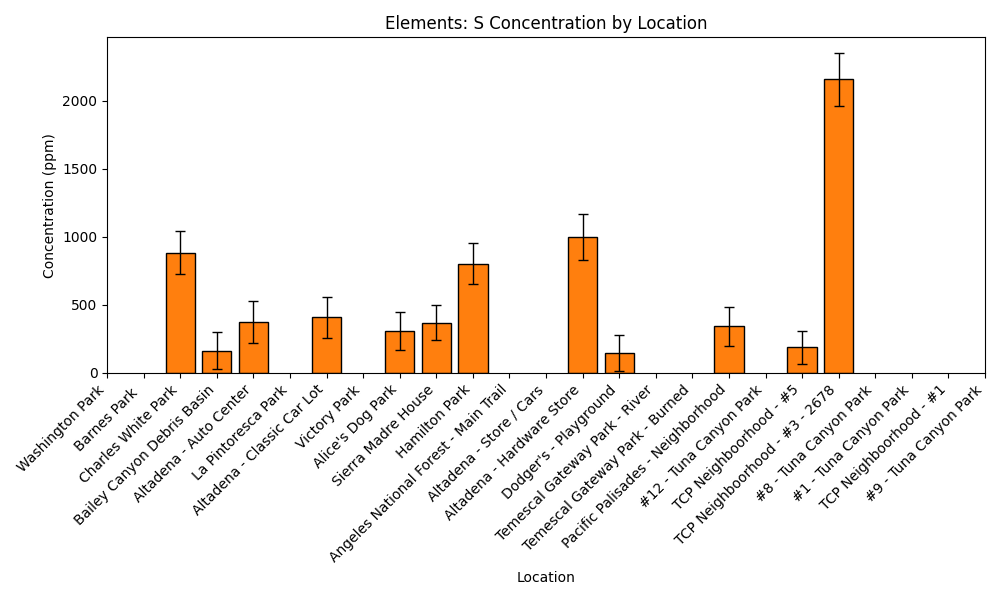 Elements: S Concentration by Location
Concentration (ppm)
2000
1500
1000
500
0
Washington Park
Barnes Park
Charles White Park
Bailey Canyon Debris Basin
Altadena - Auto Center
La Pintoresca Park
Altadena - Classic Car Lot
Victory Park
Alice's Dog Park
Sierra Madre House
Hamilton Park
Angeles National Forest - Main Trail
Altadena - Store / Cars
Altadena - Hardware Store
Dodger's - Playground
Temescal Gateway Park - River
Temescal Gateway Park - Burned
Pacific Palisades - Neighborhood
#12 - Tuna Canyon Park
TCP Neighboorhood - #5
TCP Neighboorhood - #3 - 2678
#8 - Tuna Canyon Park
#1 - Tuna Canyon Park
TCP Neighboorhood - #1
#9 - Tuna Canyon Park
Location